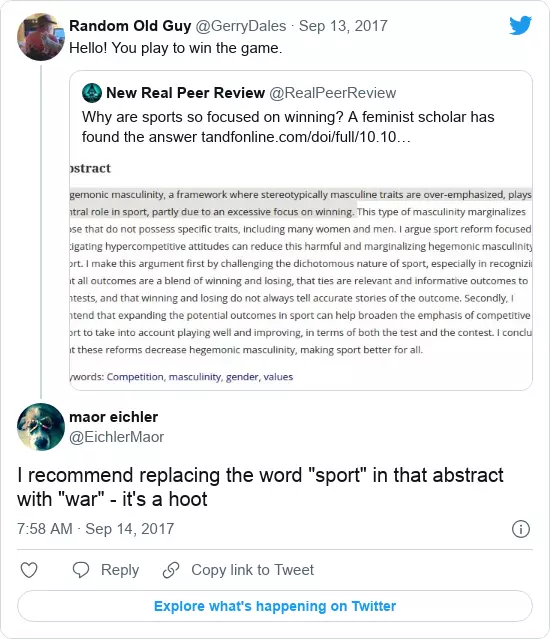 Random Old Guy @GerryDales · Sep 13, 2017
Hello! You play to win the game.
New Real Peer Review @RealPeerReview
Why are sports so focused on winning? A feminist scholar has
found the answer tandfonline.com/doi/full/10.10…
ostract
gemonic masculinity, a framework where stereotypically masculine traits are over-emphasized, plays
ntral role in sport, partly due to an excessive focus on winning. This type of masculinity marginalizes
ose that do not possess specific traits, including many women and men. I argue sport reform focused
tigating hypercompetitive attitudes can reduce this harmful and marginalizing hegemonic masculinity
ort. I make this argument first by challenging the dichotomous nature of sport, especially in recognizi
t all outcomes are a blend of winning and losing, that ties are relevant and informative outcomes to
ntests, and that winning and losing do not always tell accurate stories of the outcome. Secondly, I
ntend that expanding the potential outcomes in sport can help broaden the emphasis of competitive
ort to take into account playing well and improving, in terms of both the test and the contest. I conclu
t these reforms decrease hegemonic masculinity, making sport better for all.
ywords: Competition, masculinity, gender, values
maor eichler
@EichlerMaor
I recommend replacing the word "sport" in that abstract
with "war" - it's a hoot
7:58 AM · Sep 14, 2017
Reply
Copy link to Tweet
Explore what's happening on Twitter